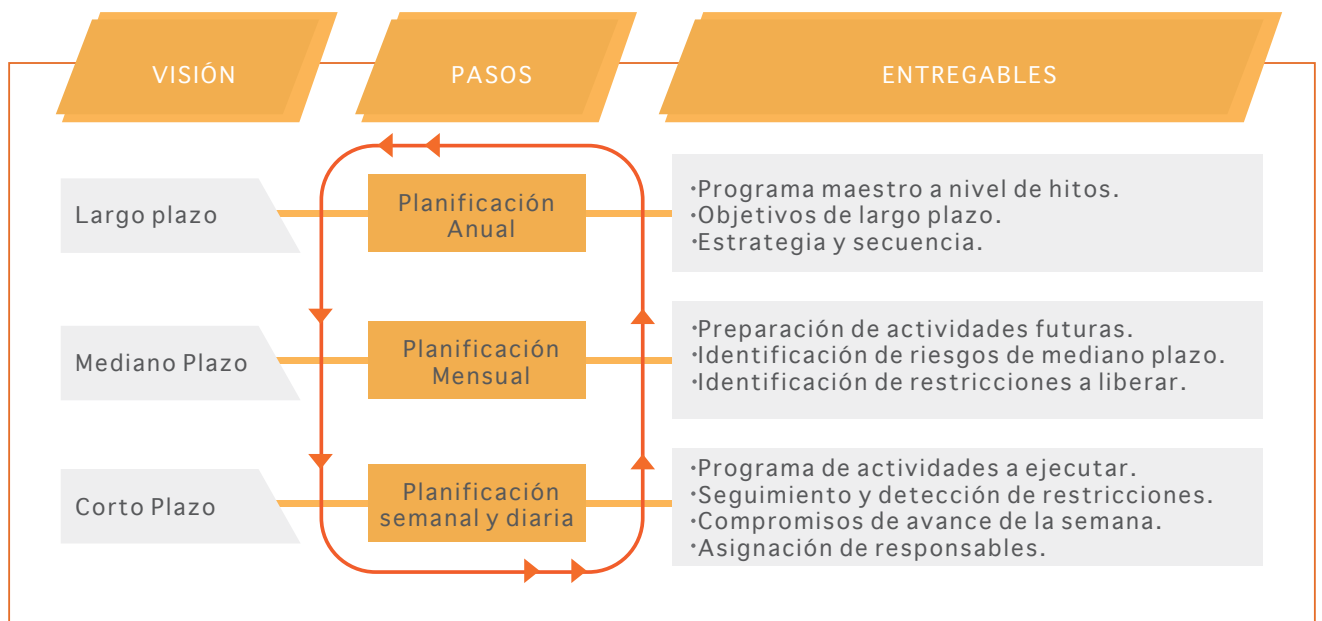 VISIÓN
PASOS
ENTREGABLES
Largo plazo
Planificación
Anual
·Programa maestro a nivel de hitos.
·Objetivos de largo plazo.
·Estrategia y secuencia.
Mediano Plazo
Planificación
Mensual
·Preparación de actividades futuras.
·Identificación de riesgos de mediano plazo.
·Identificación de restricciones a liberar.
Corto Plazo
Planificación
semanal y diaria
·Programa de actividades a ejecutar.
·Seguimiento y detección de restricciones.
·Compromisos de avance de la semana.
·Asignación de responsables.